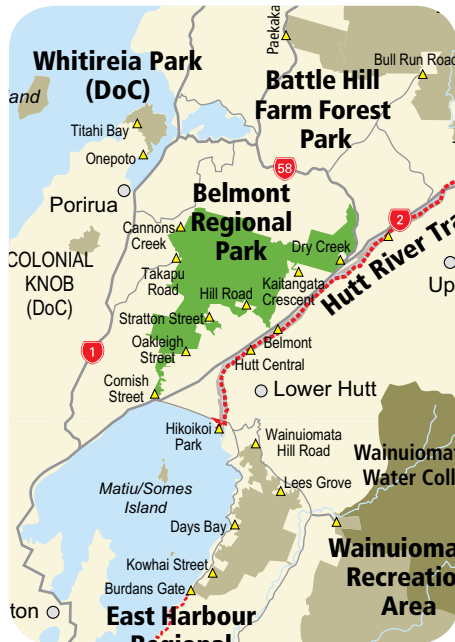 Paekaka
Bull Run Road
Whitireia Park
(DoC)
Battle Hill
Farm Forest
Park
and
Titahi Bay
Onepoto
58
Porirua
Belmont
Regional
Park
Cannons
Creek
Dry Creek
2
Hutt River Tra
COLONIAL
KNOB
(DoC)
Takapu
Road
Kaitangata
Crescent
Up
Hill Road
Stratton Street
1
Oakleigh
Street
Belmont
Hutt Central
Cornish
Street
Lower Hutt
Hikoikoi
Park
Wainuiomata
Hill Road
Wainuiomat
Water Coll
Lees Grove
Matiu/Somes
Island
Days Bay
Wainuioma
Recreatio
Area
Kowhai Street
Burdans Gate
ton
East Harbour
Regional